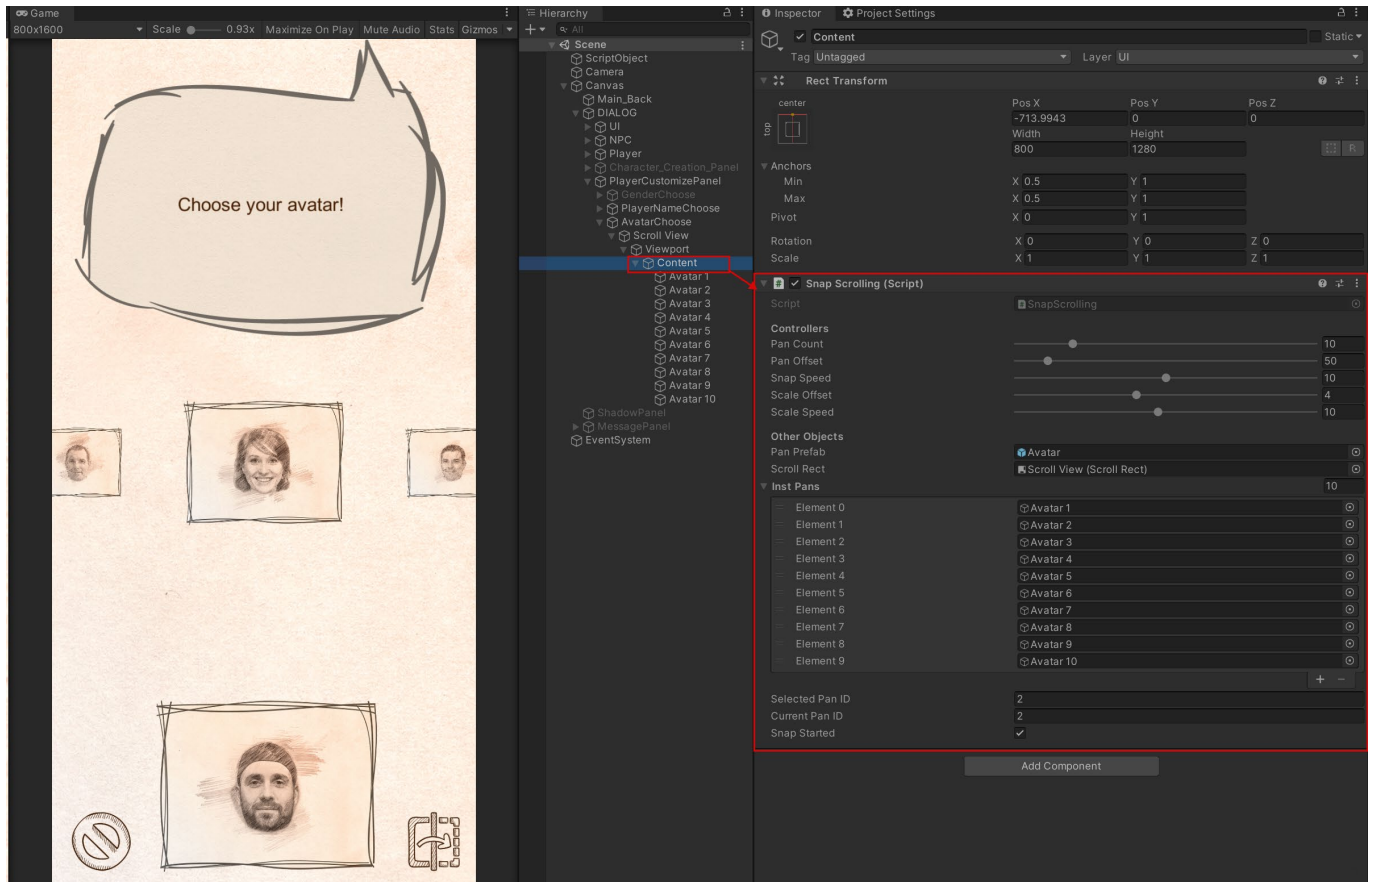 Game
800x1600 Scale 0.93x Maximize On Play Mute Audio Stats Gizmos
Choose your avatar!
Hierarchy
All
Scene
ScriptObject
Camera
Canvas
Main_Back
DIALOG
UI
NPC
Player
Character_Creation_Panel
PlayerCustomizePanel
GenderChoose
PlayerNameChoose
AvatarChoose
Scroll View
Viewport
Content
Avatar 1
Avatar 2
Avatar 3
Avatar 4
Avatar 5
Avatar 6
Avatar 7
Avatar 8
Avatar 9
Avatar 10
ShadowPanel
MessagePanel
EventSystem
Inspector Project Settings
Content Static
Tag Untagged Layer UI
Rect Transform
center
top
Pos X Pos Y Pos Z
-713.9943 0 0
Width Height
800 1280
R
Anchors
Min X 0.5 Y 1
Max X 0.5 Y 1
Pivot X 0 Y 1
Rotation X 0 Y 0 Z 0
Scale X 1 Y 1 Z 1
# Snap Scrolling (Script)
Script SnapScrolling
Controllers
Pan Count 10
Pan Offset 50
Snap Speed 10
Scale Offset 4
Scale Speed 10
Other Objects
Pan Prefab Avatar
Scroll Rect Scroll View (Scroll Rect)
Inst Pans 10
Element 0 Avatar 1
Element 1 Avatar 2
Element 2 Avatar 3
Element 3 Avatar 4
Element 4 Avatar 5
Element 5 Avatar 6
Element 6 Avatar 7
Element 7 Avatar 8
Element 8 Avatar 9
Element 9 Avatar 10
+ −
Selected Pan ID 2
Current Pan ID 2
Snap Started
Add Component